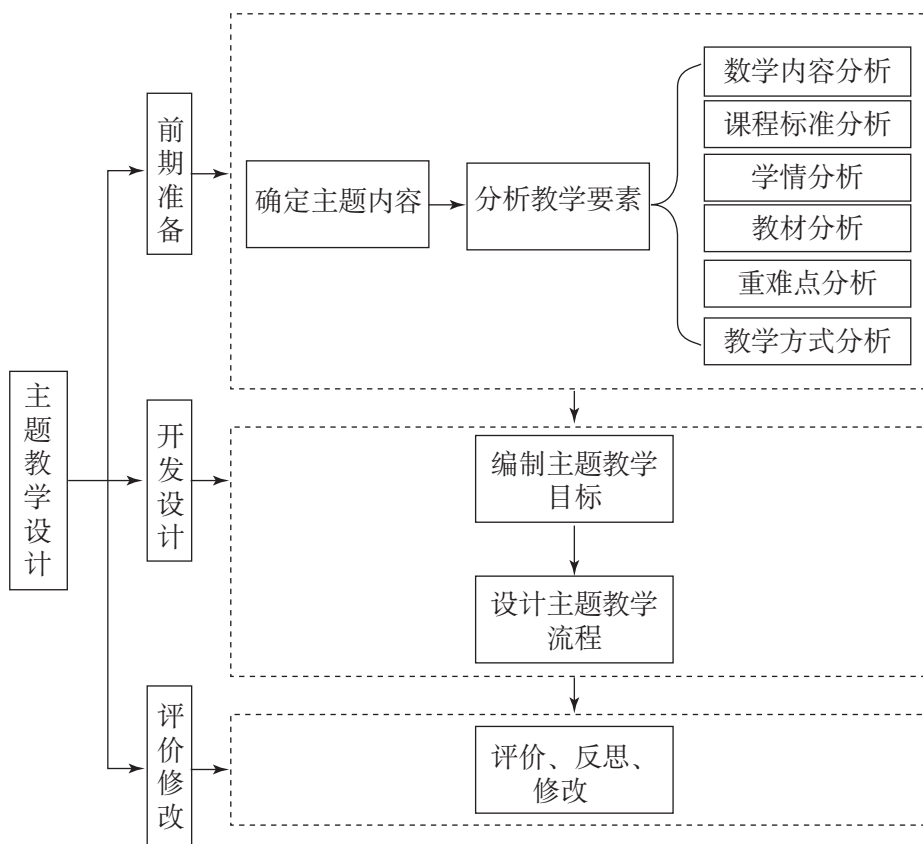 主题教学设计
前期准备
确定主题内容
分析教学要素
数学内容分析
课程标准分析
学情分析
教材分析
重难点分析
教学方式分析
开发设计
编制主题教学
目标
设计主题教学
流程
评价修改
评价、反思、
修改